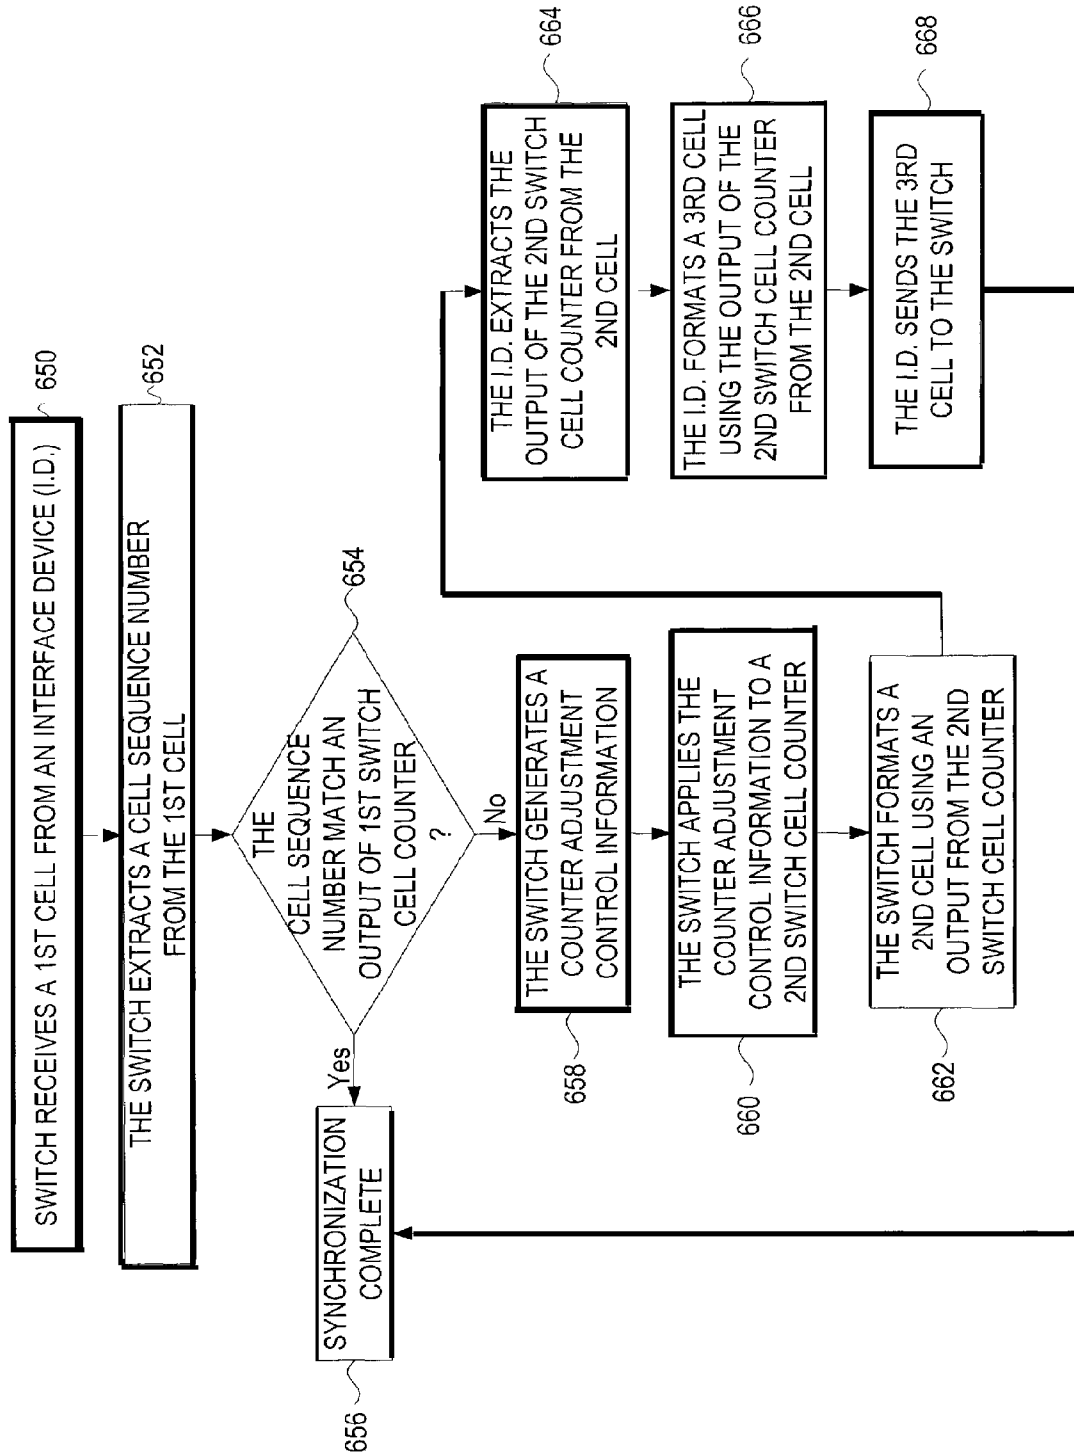 SWITCH RECEIVES A 1ST CELL FROM AN INTERFACE DEVICE (I.D.)
650
THE SWITCH EXTRACTS A CELL SEQUENCE NUMBER
FROM THE 1ST CELL
652
THE
CELL SEQUENCE
NUMBER MATCH AN
OUTPUT OF 1ST SWITCH
CELL COUNTER
?
654
Yes
No
SYNCHRONIZATION
COMPLETE
656
THE SWITCH GENERATES A
COUNTER ADJUSTMENT
CONTROL INFORMATION
658
THE SWITCH APPLIES THE
COUNTER ADJUSTMENT
CONTROL INFORMATION TO A
2ND SWITCH CELL COUNTER
660
THE SWITCH FORMATS A
2ND CELL USING AN
OUTPUT FROM THE 2ND
SWITCH CELL COUNTER
662
THE I.D. EXTRACTS THE
OUTPUT OF THE 2ND SWITCH
CELL COUNTER FROM THE
2ND CELL
664
THE I.D. FORMATS A 3RD CELL
USING THE OUTPUT OF THE
2ND SWITCH CELL COUNTER
FROM THE 2ND CELL
666
THE I.D. SENDS THE 3RD
CELL TO THE SWITCH
668